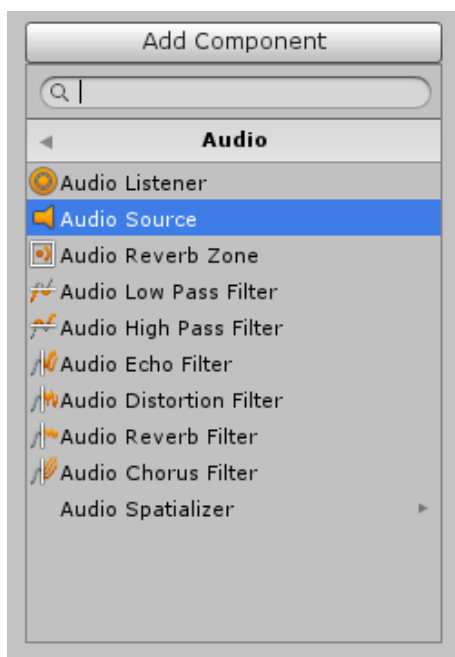 Add Component
Audio
Audio Listener
Audio Source
Audio Reverb Zone
Audio Low Pass Filter
Audio High Pass Filter
Audio Echo Filter
Audio Distortion Filter
Audio Reverb Filter
Audio Chorus Filter
Audio Spatializer